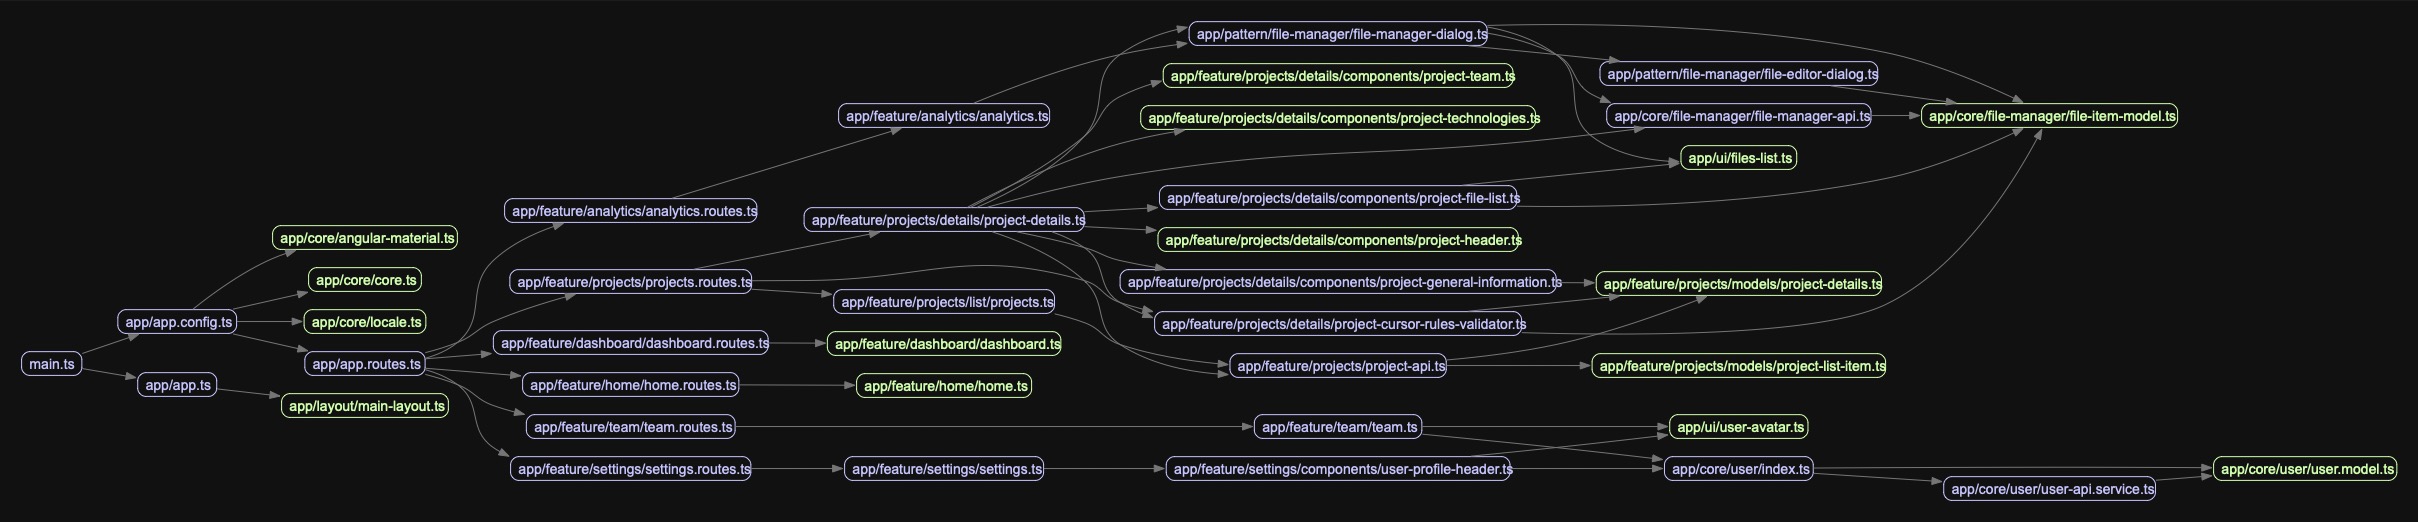 app/pattern/file-manager/file-manager-dialog.ts
app/feature/projects/details/components/project-team.ts
app/pattern/file-manager/file-editor-dialog.ts
app/feature/analytics/analytics.ts
app/feature/projects/details/components/project-technologies.ts
app/core/file-manager/file-manager-api.ts
app/core/file-manager/file-item-model.ts
app/ui/files-list.ts
app/feature/analytics/analytics.routes.ts
app/feature/projects/details/project-details.ts
app/feature/projects/details/components/project-file-list.ts
app/core/angular-material.ts
app/feature/projects/details/components/project-header.ts
app/core/core.ts
app/feature/projects/projects.routes.ts
app/feature/projects/details/components/project-general-information.ts
app/feature/projects/models/project-details.ts
app/feature/projects/list/projects.ts
app/app.config.ts
app/core/locale.ts
app/feature/projects/details/project-cursor-rules-validator.ts
app/feature/dashboard/dashboard.routes.ts
app/feature/dashboard/dashboard.ts
main.ts
app/app.routes.ts
app/feature/projects/project-api.ts
app/feature/projects/models/project-list-item.ts
app/app.ts
app/feature/home/home.routes.ts
app/feature/home/home.ts
app/layout/main-layout.ts
app/feature/team/team.routes.ts
app/feature/team/team.ts
app/ui/user-avatar.ts
app/feature/settings/settings.routes.ts
app/feature/settings/settings.ts
app/feature/settings/components/user-profile-header.ts
app/core/user/index.ts
app/core/user/user.model.ts
app/core/user/user-api.service.ts